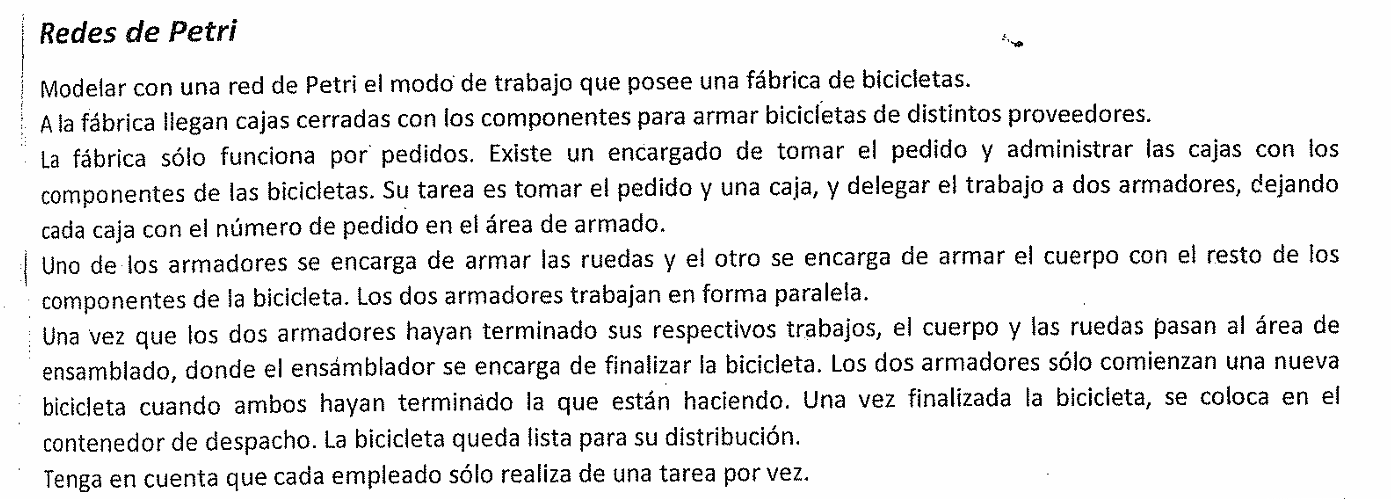 Redes de Petri
Modelar con una red de Petri el modo de trabajo que posee una fábrica de bicicletas.
A la fábrica llegan cajas cerradas con los componentes para armar bicicletas de distintos proveedores.
La fábrica sólo funciona por pedidos. Existe un encargado de tomar el pedido y administrar las cajas con los
componentes de las bicicletas. Su tarea es tomar el pedido y una caja, y delegar el trabajo a dos armadores, dejando
cada caja con el número de pedido en el área de armado.
Uno de los armadores se encarga de armar las ruedas y el otro se encarga de armar el cuerpo con el resto de los
componentes de la bicicleta. Los dos armadores trabajan en forma paralela.
Una vez que los dos armadores hayan terminado sus respectivos trabajos, el cuerpo y las ruedas pasan al área de
ensamblado, donde el ensamblador se encarga de finalizar la bicicleta. Los dos armadores sólo comienzan una nueva
bicicleta cuando ambos hayan terminado la que están haciendo. Una vez finalizada la bicicleta, se coloca en el
contenedor de despacho. La bicicleta queda lista para su distribución.
Tenga en cuenta que cada empleado sólo realiza de una tarea por vez.